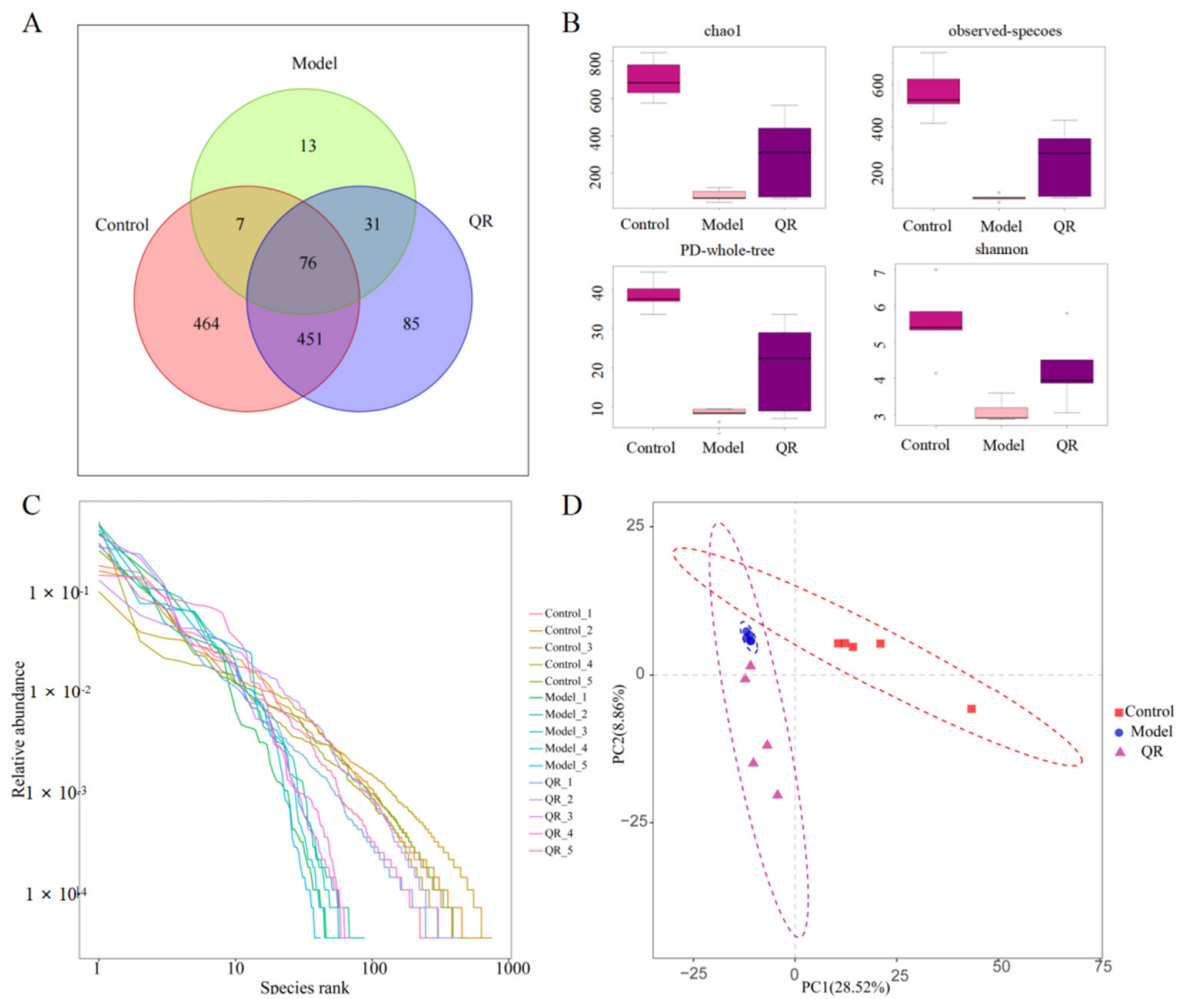 A
Model
13
Control
7
31
QR
76
464
451
85
B
chao1
observed-specoes
800
600
400
200
600
400
200
Control
Model
QR
Control
Model
QR
PD-whole-tree
shannon
40
30
20
10
7
6
5
4
3
Control
Model
QR
Control
Model
QR
C
Relative abundance
1 × 10-1
1 × 10-2
1 × 10-3
1 × 10-4
1
10
100
1000
Species rank
Control_1
Control_2
Control_3
Control_4
Control_5
Model_1
Model_2
Model_3
Model_4
Model_5
QR_1
QR_2
QR_3
QR_4
QR_5
D
PC2(8.86%)
25
0
−25
−25
0
25
50
75
PC1(28.52%)
Control
Model
QR